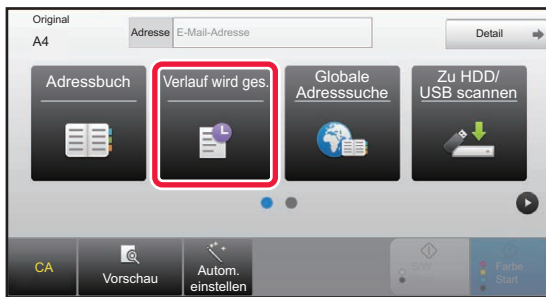 Original
A4
Adresse E-Mail-Adresse
Detail
Adressbuch
Verlauf wird ges.
Globale
Adresssuche
Zu HDD/
USB scannen
CA
Vorschau
Autom.
einstellen
S/W
Start
Farbe
Start